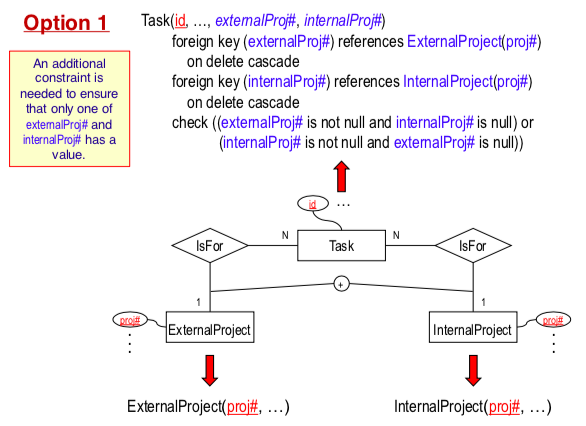 Option 1
An additional
constraint is
needed to ensure
that only one of
externalProj# and
internalProj# has a
value.
Task(id, …, externalProj#, internalProj#)
foreign key (externalProj#) references ExternalProject(proj#)
on delete cascade
foreign key (internalProj#) references InternalProject(proj#)
on delete cascade
check ((externalProj# is not null and internalProj# is null) or
(internalProj# is not null and externalProj# is null))
id …
IsFor N Task N IsFor
+
1 1
proj# ExternalProject InternalProject proj#
ExternalProject(proj#, …) InternalProject(proj#, …)